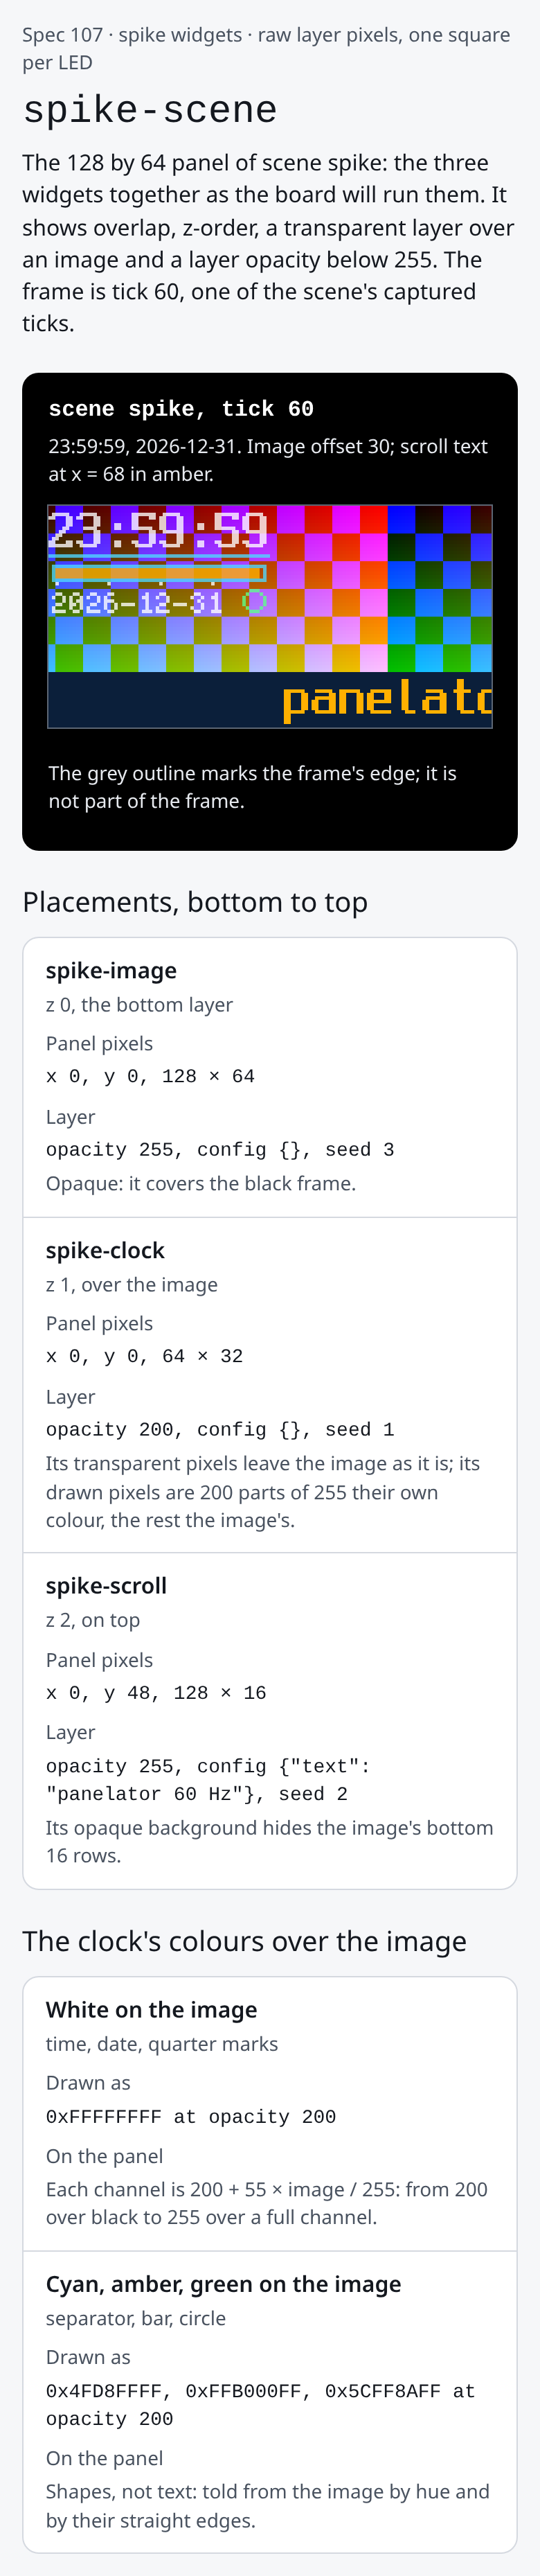 Spec 107 · spike widgets · raw layer pixels, one square
per LED
spike-scene
The 128 by 64 panel of scene spike: the three
widgets together as the board will run them. It
shows overlap, z-order, a transparent layer over
an image and a layer opacity below 255. The
frame is tick 60, one of the scene's captured
ticks.
scene spike, tick 60
23:59:59, 2026-12-31. Image offset 30; scroll text
at x = 68 in amber.
23:59:59
2026-12-31
panelato
The grey outline marks the frame's edge; it is
not part of the frame.
Placements, bottom to top
spike-image
z 0, the bottom layer
Panel pixels
x 0, y 0, 128 × 64
Layer
opacity 255, config {}, seed 3
Opaque: it covers the black frame.
spike-clock
z 1, over the image
Panel pixels
x 0, y 0, 64 × 32
Layer
opacity 200, config {}, seed 1
Its transparent pixels leave the image as it is; its
drawn pixels are 200 parts of 255 their own
colour, the rest the image's.
spike-scroll
z 2, on top
Panel pixels
x 0, y 48, 128 × 16
Layer
opacity 255, config {"text":
"panelator 60 Hz"}, seed 2
Its opaque background hides the image's bottom
16 rows.
The clock's colours over the image
White on the image
time, date, quarter marks
Drawn as
0xFFFFFFFF at opacity 200
On the panel
Each channel is 200 + 55 × image / 255: from 200
over black to 255 over a full channel.
Cyan, amber, green on the image
separator, bar, circle
Drawn as
0x4FD8FFFF, 0xFFB000FF, 0x5CFF8AFF at
opacity 200
On the panel
Shapes, not text: told from the image by hue and
by their straight edges.